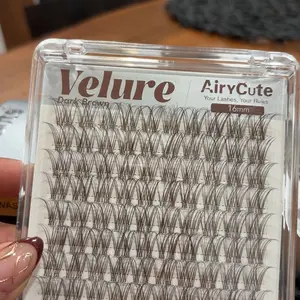 Velure
Dark Brown
AiryCute
Your Lashes, Your Rules
16mm